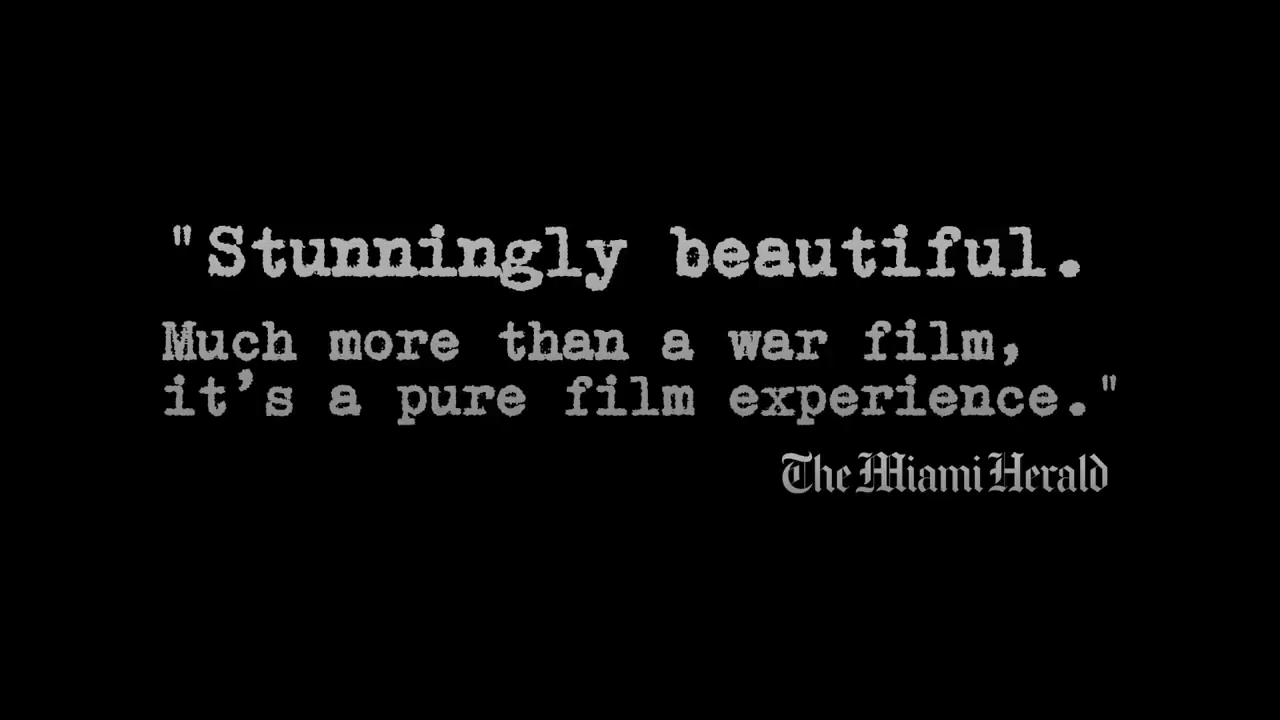 "Stunningly beautiful.
Much more than a war film,
it’s a pure film experience."
The Miami Herald